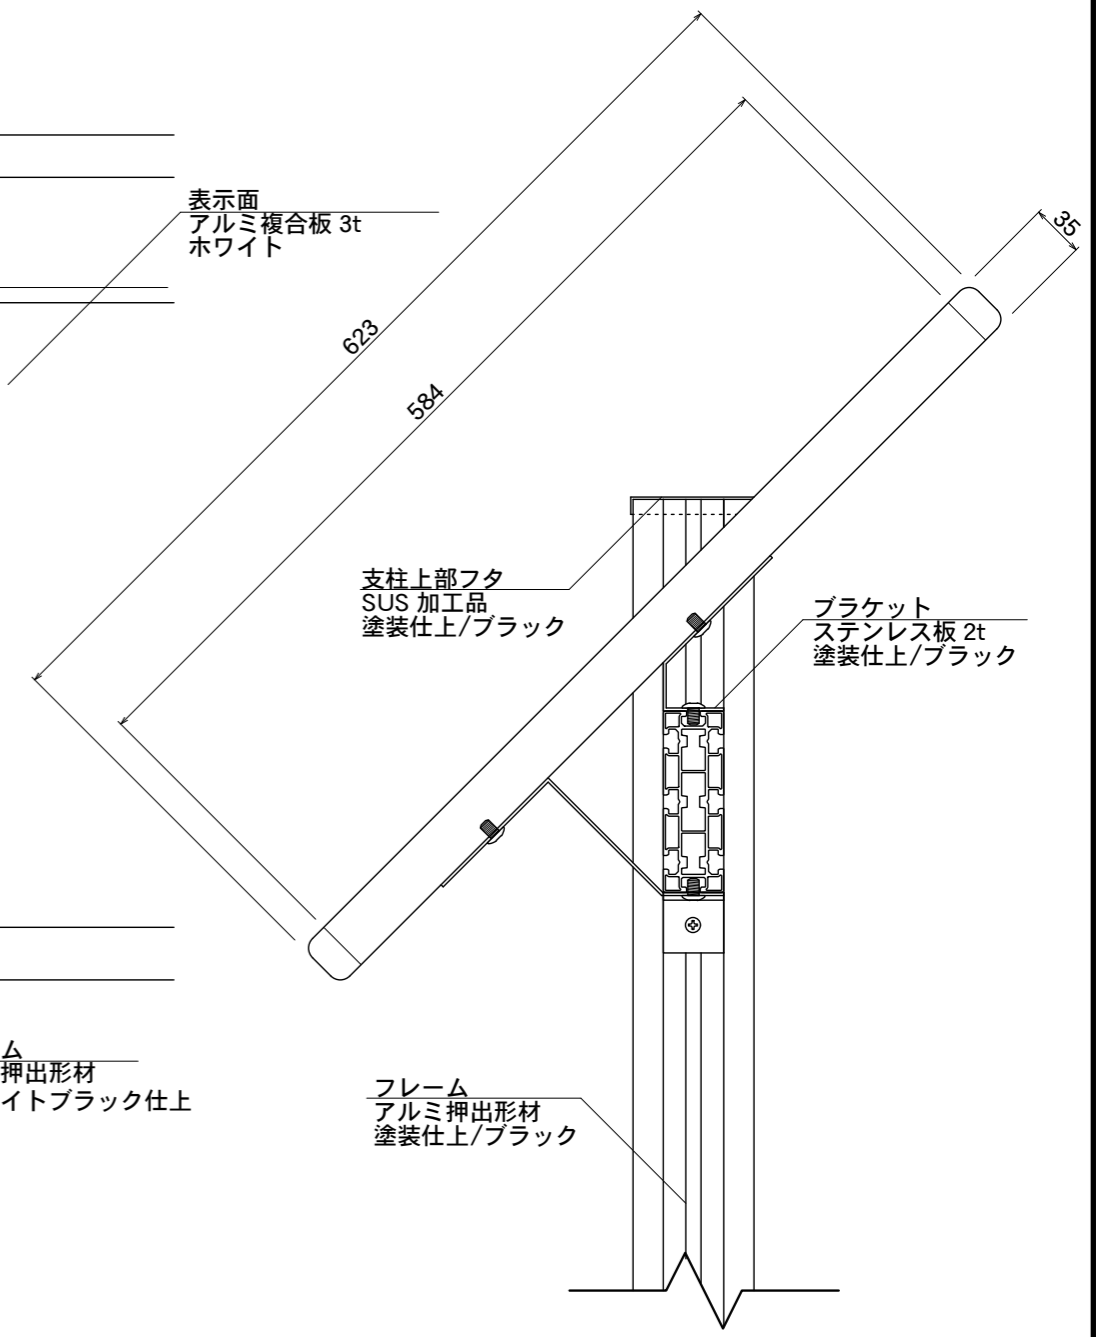 表示面
アルミ複合板 3t
ホワイト
35
623
584
支柱上部フタ
SUS 加工品
塗装仕上/ブラック
ブラケット
ステンレス板 2t
塗装仕上/ブラック
ム
押出形材
イトブラック仕上
フレーム
アルミ押出形材
塗装仕上/ブラック